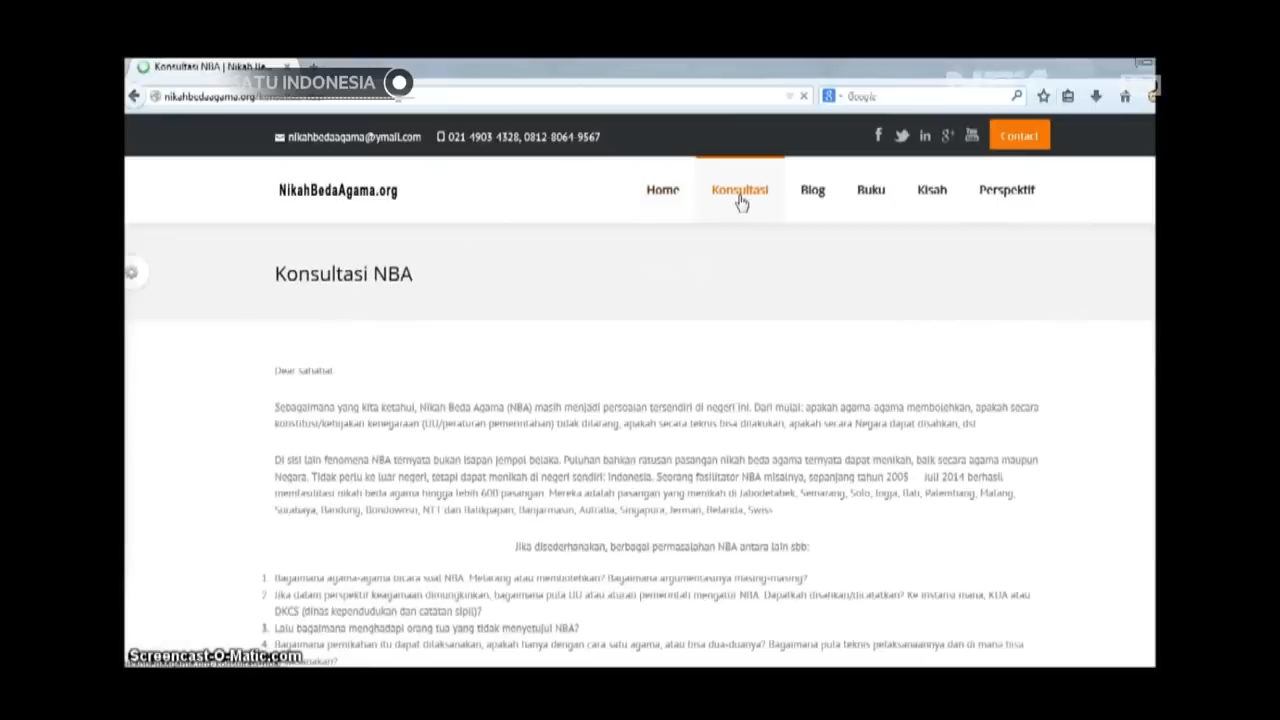 Konsultasi NBA | Nikah Be...
ATU INDONESIA
nikahbedaagama.org
Google
nikahbedaagama@ymail.com 021 4903 4328, 0812-8064-9567
Contact
NikahBedaAgama.org
Home Konsultasi Blog Buku Kisah Perspektif
Konsultasi NBA
Dear sahabat
Sebagaimana yang kita ketahui, Nikah Beda Agama (NBA) masih menjadi persoalan tersendiri di negeri ini. Dari mulai: apakah agama-agama membolehkan, apakah secara
konstitusi/kebijakan kenegaraan (UU/peraturan pemerintahan) tidak dilarang, apakah secara teknis bisa dilakukan, apakah secara Negara dapat disahkan, dst
Di sisi lain fenomena NBA ternyata bukan isapan jempol belaka. Puluhan bahkan ratusan pasangan nikah beda agama ternyata dapat menikah, baik secara agama maupun
Negara. Tidak perlu ke luar negeri, tetapi dapat menikah di negeri sendiri: Indonesia. Seorang fasilitator NBA misalnya, sepanjang tahun 2005 Juli 2014 berhasil
memfasilitasi nikah beda agama hingga lebih 600 pasangan. Mereka adalah pasangan yang menikah di Jabodetabek, Semarang, Solo, Jogja, Bali, Palembang, Malang,
Surabaya, Bandung, Bondowoso, NTT dan Balikpapan, Banjarmasin, Autralia, Singapura, Jerman, Belanda, Swiss
Jika disederhanakan, berbagai permasalahan NBA antara lain sbb:
1. Bagaimana agama-agama bicara soal NBA. Melarang atau membolehkan? Bagaimana argumentasinya masing-masing?
2. Jika dalam perspektif keagamaan dimungkinkan, bagaimana pula UU atau aturan pemerintah mengatur NBA. Dapatkah disahkan/dicatatkan? Ke instansi mana, KUA atau
DKCS (dinas kependudukan dan catatan sipil)?
3. Lalu bagaimana menghadapi orang tua yang tidak menyetujui NBA?
4. Bagaimana pernikahan itu dapat dilaksanakan, apakah hanya dengan cara satu agama, atau bisa dua-duanya? Bagaimana pula teknis pelaksanaannya dan di mana bisa
Screencast-O-Matic.com